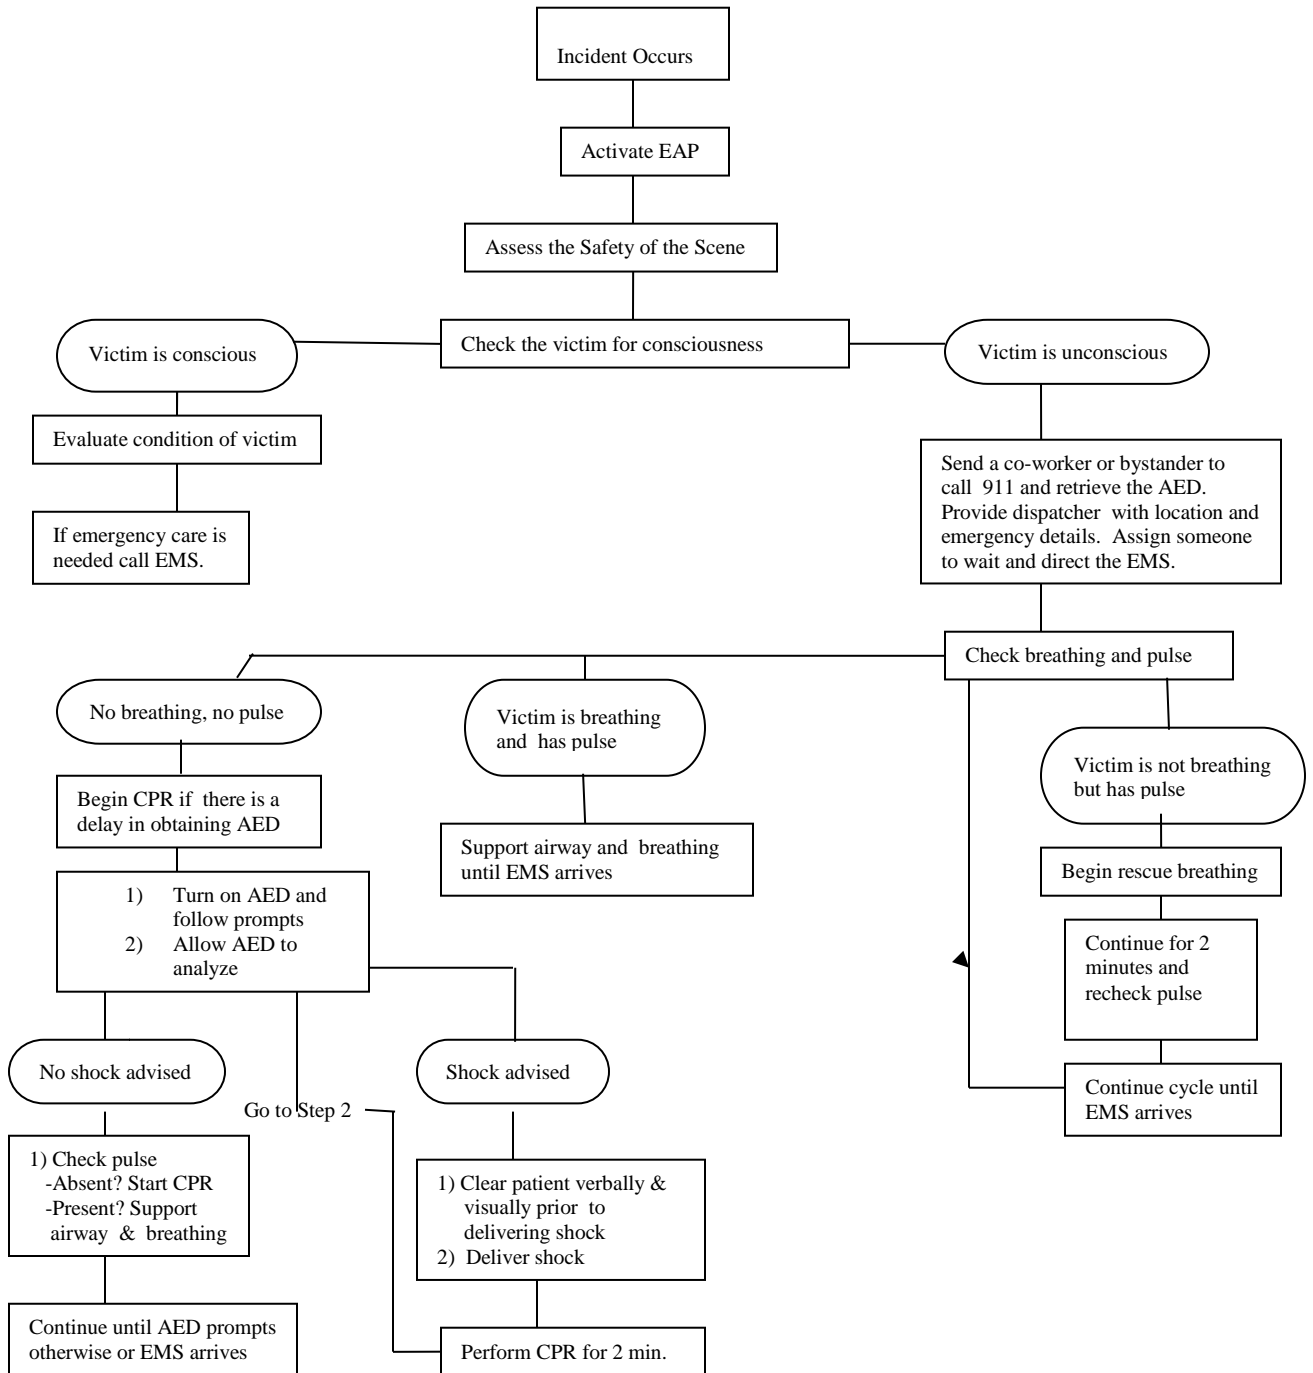 Incident Occurs
Activate EAP
Assess the Safety of the Scene
Victim is conscious
Check the victim for consciousness
Victim is unconscious
Evaluate condition of victim
If emergency care is
needed call EMS.
Send a co-worker or bystander to
call 911 and retrieve the AED.
Provide dispatcher with location and
emergency details. Assign someone
to wait and direct the EMS.
Check breathing and pulse
No breathing, no pulse
Victim is breathing
and has pulse
Victim is not breathing
but has pulse
Begin CPR if there is a
delay in obtaining AED
Support airway and breathing
until EMS arrives
Begin rescue breathing
1) Turn on AED and
follow prompts
2) Allow AED to
analyze
Continue for 2
minutes and
recheck pulse
No shock advised
Shock advised
Go to Step 2
Continue cycle until
EMS arrives
1) Check pulse
-Absent? Start CPR
-Present? Support
airway & breathing
1) Clear patient verbally &
visually prior to
delivering shock
2) Deliver shock
Continue until AED prompts
otherwise or EMS arrives
Perform CPR for 2 min.